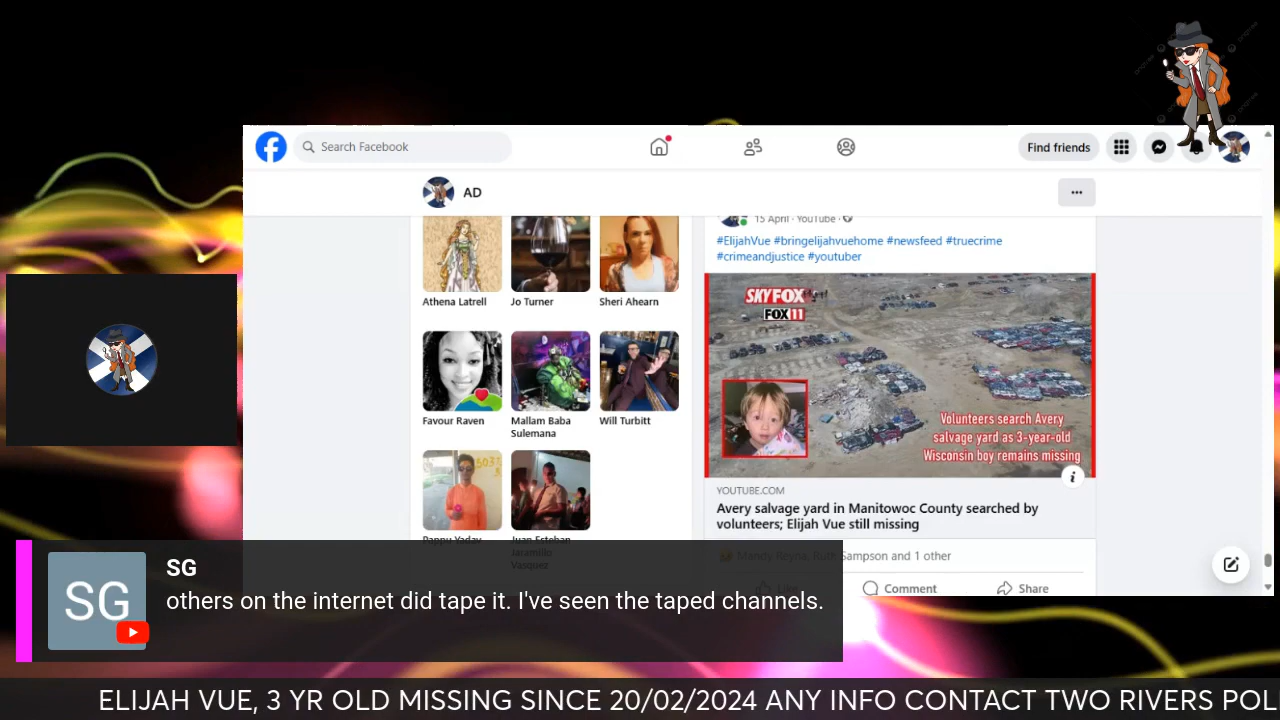 Search Facebook
Find friends
AD
15 April · YouTube ·
#ElijahVue #bringelijahvuehome #newsfeed #truecrime
#crimeandjustice #youtuber
Athena Latrell
Jo Turner
Sheri Ahearn
SKYFOX
FOX 11
Favour Raven
Mallam Baba
Sulemana
Will Turbitt
Volunteers search Avery
salvage yard as 3-year-old
Wisconsin boy remains missing
YOUTUBE.COM
Avery salvage yard in Manitowoc County searched by
volunteers; Elijah Vue still missing
Pappu Yadav
Juan Esteban
Jaramillo
Vasquez
Mandy Reyna, Ruth Sampson and 1 other
Like
Comment
Share
SG
SG
others on the internet did tape it. I've seen the taped channels.
ELIJAH VUE, 3 YR OLD MISSING SINCE 20/02/2024 ANY INFO CONTACT TWO RIVERS POL